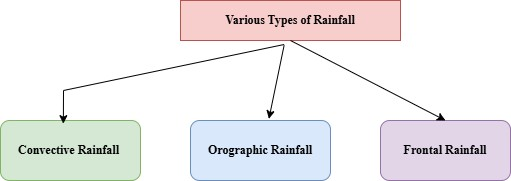 Various Types of Rainfall
Convective Rainfall
Orographic Rainfall
Frontal Rainfall